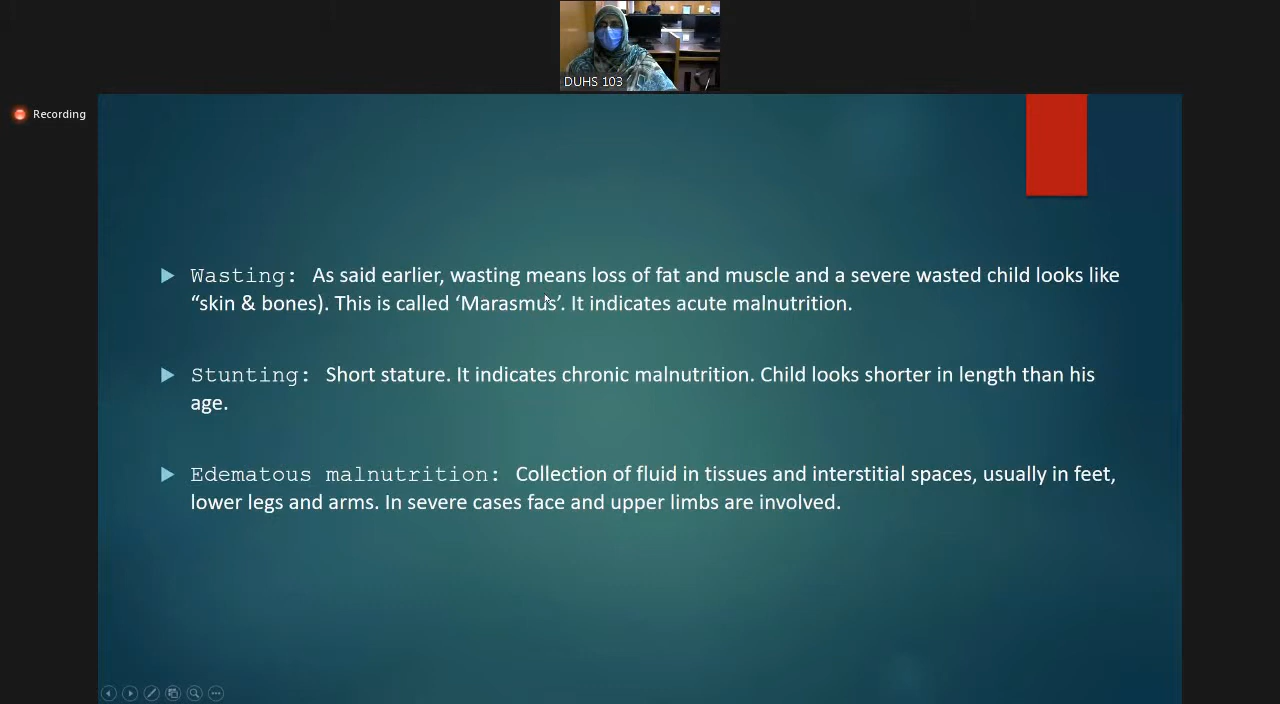 DUHS 103
Recording
Wasting: As said earlier, wasting means loss of fat and muscle and a severe wasted child looks like
“skin & bones). This is called ‘Marasmus’. It indicates acute malnutrition.
Stunting: Short stature. It indicates chronic malnutrition. Child looks shorter in length than his
age.
Edematous malnutrition: Collection of fluid in tissues and interstitial spaces, usually in feet,
lower legs and arms. In severe cases face and upper limbs are involved.